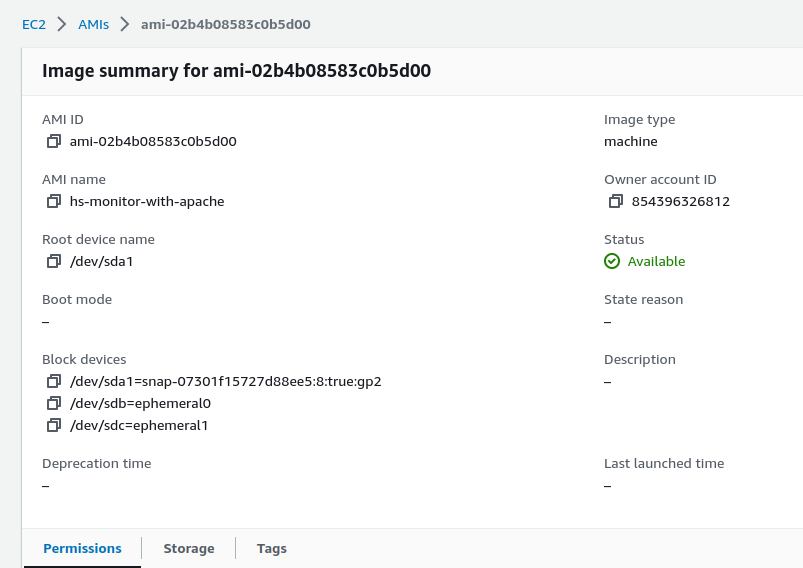 EC2 > AMIs > ami-02b4b08583c0b5d00
Image summary for ami-02b4b08583c0b5d00
AMI ID
ami-02b4b08583c0b5d00
Image type
machine
AMI name
hs-monitor-with-apache
Owner account ID
854396326812
Root device name
/dev/sda1
Status
Available
Boot mode
–
State reason
–
Block devices
/dev/sda1=snap-07301f15727d88ee5:8:true:gp2
/dev/sdb=ephemeral0
/dev/sdc=ephemeral1
Description
–
Deprecation time
–
Last launched time
–
Permissions Storage Tags